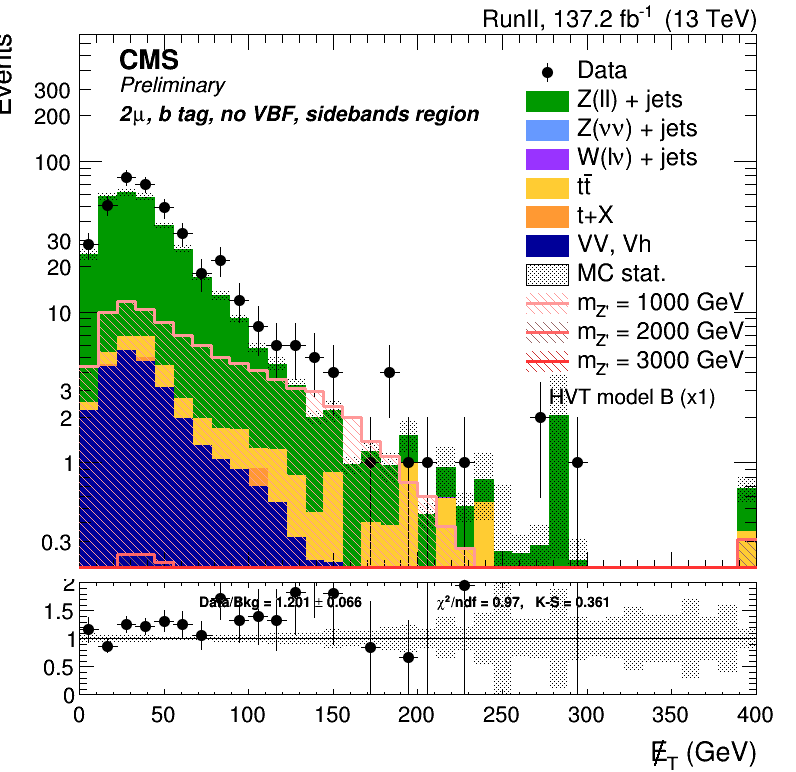 RunII, 137.2 fb⁻¹ (13 TeV)
Events
CMS
Preliminary
2μ, b tag, no VBF, sidebands region
Data
Z(ll) + jets
Z(νν) + jets
W(lν) + jets
tt̄
t+X
VV, Vh
MC stat.
m_Z' = 1000 GeV
m_Z' = 2000 GeV
m_Z' = 3000 GeV
HVT model B (x1)
300
200
100
30
20
10
3
2
1
0.3
Data/Bkg = 1.201 ± 0.066
χ²/ndf = 0.97, K-S = 0.361
2
1.5
1
0.5
0
0 50 100 150 200 250 300 350 400
E̸_T (GeV)